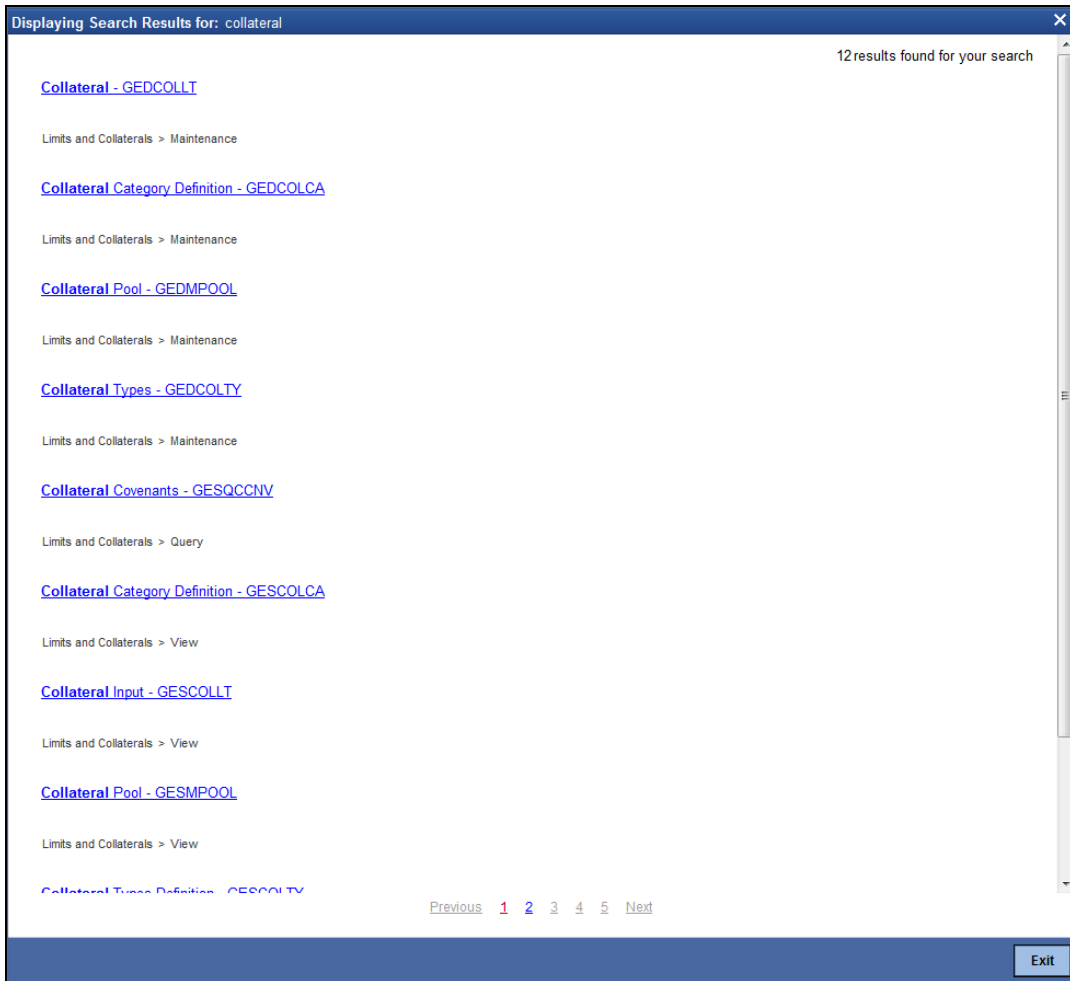 Displaying Search Results for: collateral
12 results found for your search
Collateral - GEDCOLLT
Limits and Collaterals > Maintenance
Collateral Category Definition - GEDCOLCA
Limits and Collaterals > Maintenance
Collateral Pool - GEDMPOOL
Limits and Collaterals > Maintenance
Collateral Types - GEDCOLTY
Limits and Collaterals > Maintenance
Collateral Covenants - GESQCCNV
Limits and Collaterals > Query
Collateral Category Definition - GESCOLCA
Limits and Collaterals > View
Collateral Input - GESCOLLT
Limits and Collaterals > View
Collateral Pool - GESMPOOL
Limits and Collaterals > View
Collateral Types Definition - GESCOLTY
Previous 1 2 3 4 5 Next
Exit